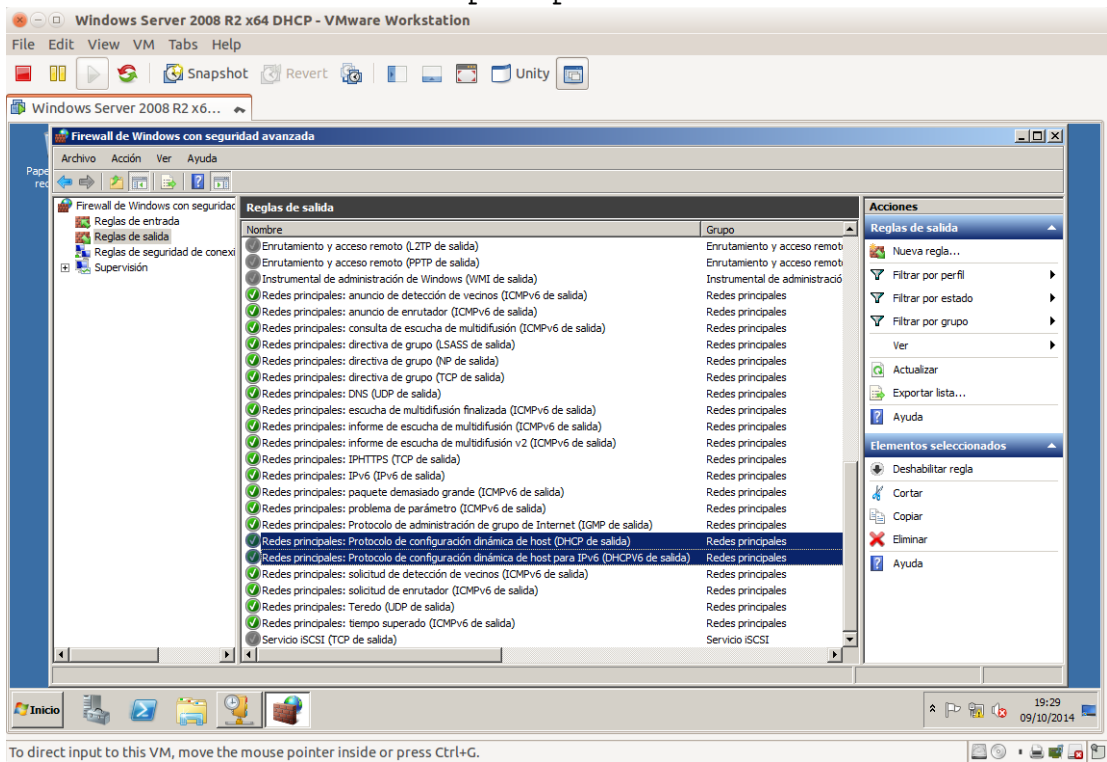 Windows Server 2008 R2 x64 DHCP - VMware Workstation
File Edit View VM Tabs Help
Snapshot Revert Unity
Windows Server 2008 R2 x6...
Firewall de Windows con seguridad avanzada
Archivo Acción Ver Ayuda
Firewall de Windows con seguridac
Reglas de entrada
Reglas de salida
Reglas de seguridad de conexi
Supervisión
Reglas de salida
Nombre Grupo
Enrutamiento y acceso remoto (L2TP de salida) Enrutamiento y acceso remot
Enrutamiento y acceso remoto (PPTP de salida) Enrutamiento y acceso remot
Instrumental de administración de Windows (WMI de salida) Instrumental de administració
Redes principales: anuncio de detección de vecinos (ICMPv6 de salida) Redes principales
Redes principales: anuncio de enrutador (ICMPv6 de salida) Redes principales
Redes principales: consulta de escucha de multidifusión (ICMPv6 de salida) Redes principales
Redes principales: directiva de grupo (LSASS de salida) Redes principales
Redes principales: directiva de grupo (NP de salida) Redes principales
Redes principales: directiva de grupo (TCP de salida) Redes principales
Redes principales: DNS (UDP de salida) Redes principales
Redes principales: escucha de multidifusión finalizada (ICMPv6 de salida) Redes principales
Redes principales: informe de escucha de multidifusión (ICMPv6 de salida) Redes principales
Redes principales: informe de escucha de multidifusión v2 (ICMPv6 de salida) Redes principales
Redes principales: IPHTTPS (TCP de salida) Redes principales
Redes principales: IPv6 (IPv6 de salida) Redes principales
Redes principales: paquete demasiado grande (ICMPv6 de salida) Redes principales
Redes principales: problema de parámetro (ICMPv6 de salida) Redes principales
Redes principales: Protocolo de administración de grupo de Internet (IGMP de salida) Redes principales
Redes principales: Protocolo de configuración dinámica de host (DHCP de salida) Redes principales
Redes principales: Protocolo de configuración dinámica de host para IPv6 (DHCPV6 de salida) Redes principales
Redes principales: solicitud de detección de vecinos (ICMPv6 de salida) Redes principales
Redes principales: solicitud de enrutador (ICMPv6 de salida) Redes principales
Redes principales: Teredo (UDP de salida) Redes principales
Redes principales: tiempo superado (ICMPv6 de salida) Redes principales
Servicio iSCSI (TCP de salida) Servicio iSCSI
Acciones
Reglas de salida
Nueva regla...
Filtrar por perfil
Filtrar por estado
Filtrar por grupo
Ver
Actualizar
Exportar lista...
Ayuda
Elementos seleccionados
Deshabilitar regla
Cortar
Copiar
Eliminar
Ayuda
Inicio
19:29
09/10/2014
To direct input to this VM, move the mouse pointer inside or press Ctrl+G.